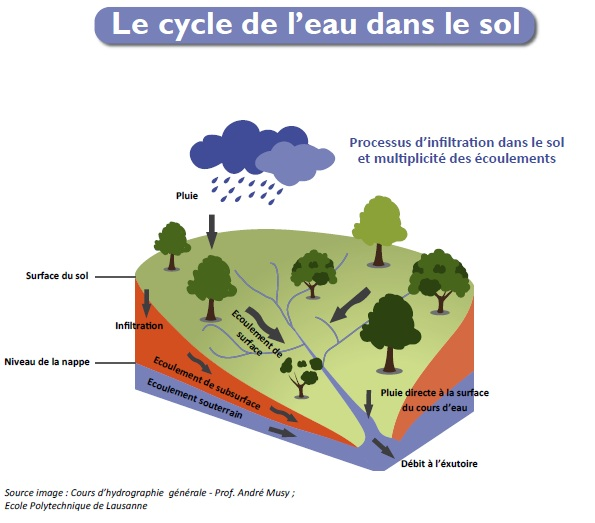 Le cycle de l'eau dans le sol
Processus d'infiltration dans le sol
et multiplicité des écoulements
Pluie
Surface du sol
Infiltration
Ecoulement de
surface
Niveau de la nappe
Ecoulement de subsurface
Ecoulement souterrain
Pluie directe à la surface
du cours d'eau
Débit à l'éxutoire
Source image : Cours d'hydrographie  générale - Prof. André Musy ;
Ecole Polytechnique de Lausanne